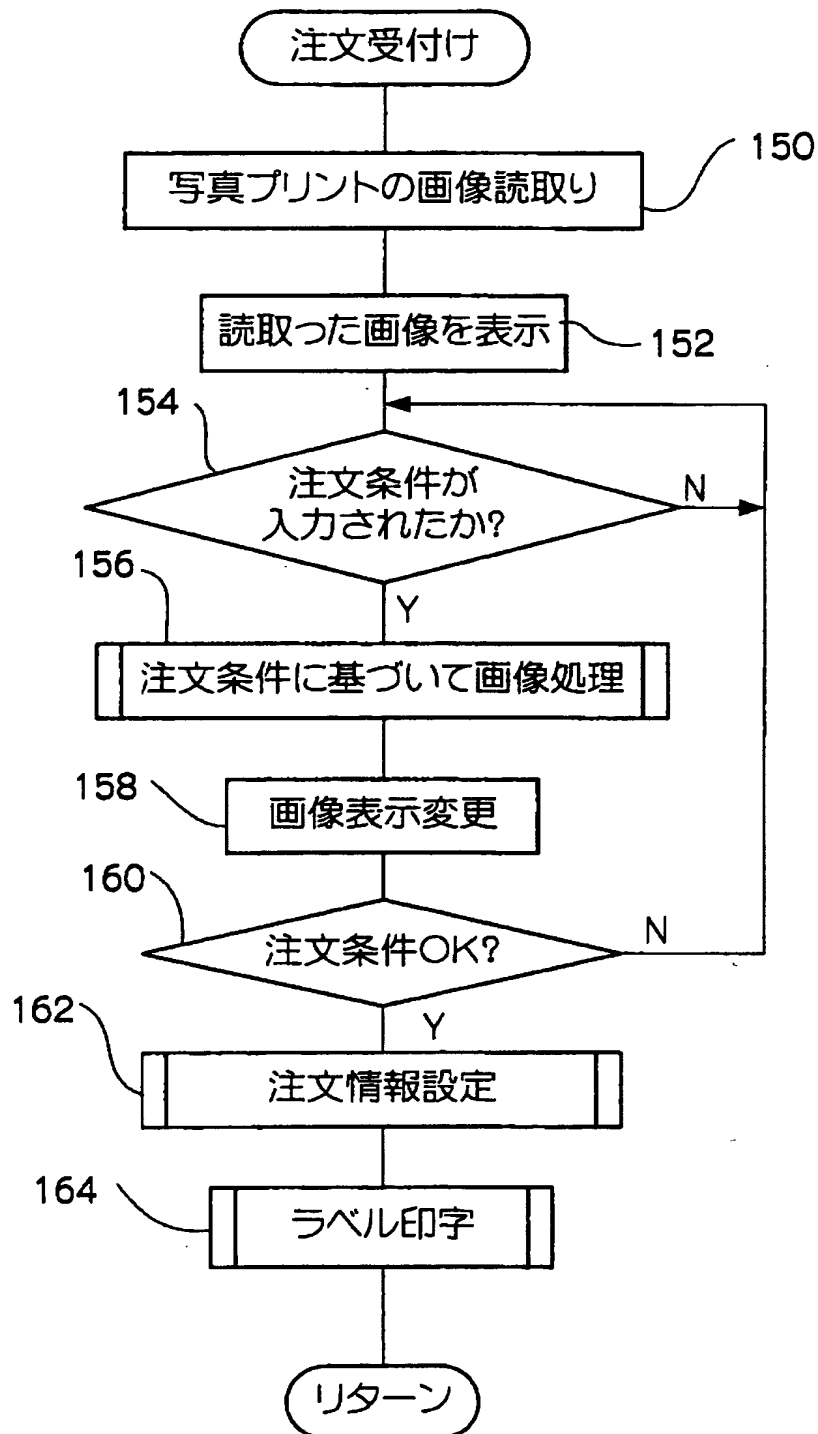 注文受付け
写真プリントの画像読取り
150
読取った画像を表示
152
154
注文条件が
入力されたか?
N
156
Y
注文条件に基づいて画像処理
158
画像表示変更
160
注文条件OK?
N
162
Y
注文情報設定
164
ラベル印字
リターン